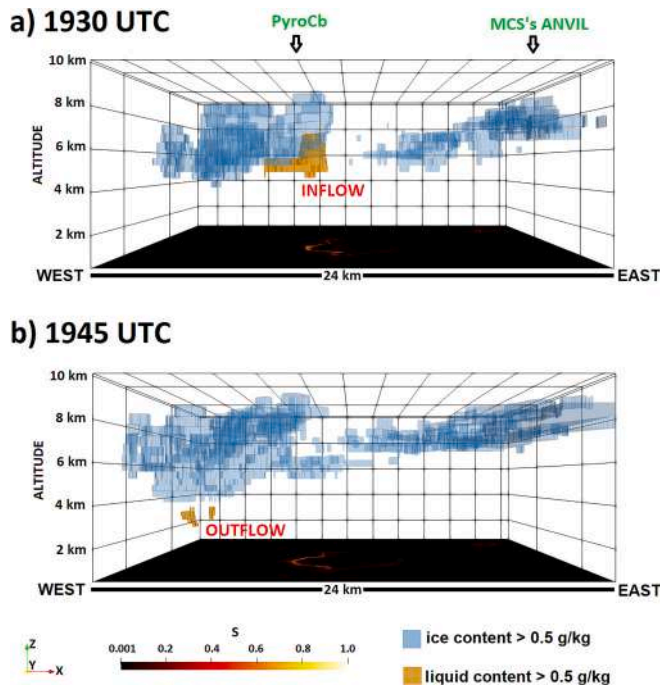 a) 1930 UTC
PyroCb
MCS's ANVIL
10 km
8 km
6 km
4 km
2 km
ALTITUDE
INFLOW
WEST
24 km
EAST
b) 1945 UTC
10 km
8 km
6 km
4 km
2 km
ALTITUDE
OUTFLOW
WEST
24 km
EAST
S
0.001 0.2 0.4 0.6 0.8 1.0
Z
Y
X
ice content > 0.5 g/kg
liquid content > 0.5 g/kg